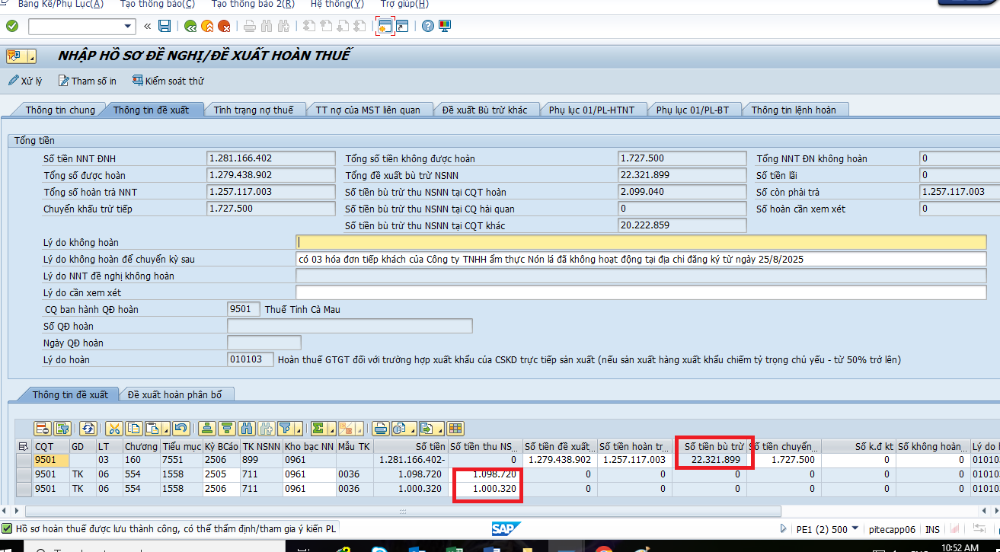 Bảng Kê/Phụ Lục(A) Tạo thông báo(C) Tạo thông báo 2(R) Hệ thống(Y) Trợ giúp(H)
NHẬP HỒ SƠ ĐỀ NGHỊ/ĐỀ XUẤT HOÀN THUẾ
Xử lý Tham số in Kiểm soát thử
Thông tin chung Thông tin đề xuất Tình trạng nợ thuế TT nợ của MST liên quan Đề xuất Bù trừ khác Phụ lục 01/PL-HTNT Phụ lục 01/PL-BT Thông tin lệnh hoàn
Tổng tiền
Số tiền NNT ĐNH 1.281.166.402 Tổng số tiền không được hoàn 1.727.500 Tổng NNT ĐN không hoàn 0
Tổng số được hoàn 1.279.438.902 Tổng đề xuất bù trừ NSNN 22.321.899 Số tiền lãi 0
Tổng số hoàn trả NNT 1.257.117.003 Số tiền bù trừ thu NSNN tại CQT hoàn 2.099.040 Số còn phải trả 1.257.117.003
Chuyển khấu trừ tiếp 1.727.500 Số tiền bù trừ thu NSNN tại CQ hải quan 0 Số hoàn cần xem xét 0
Số tiền bù trừ thu NSNN tại CQT khác 20.222.859
Lý do không hoàn
Lý do không hoàn để chuyển kỳ sau có 03 hóa đơn tiếp khách của Công ty TNHH ẩm thực Nón lá đã không hoạt động tại địa chỉ đăng ký từ ngày 25/8/2025
Lý do NNT đề nghị không hoàn
Lý do cần xem xét
CQ ban hành QĐ hoàn 9501 Thuế Tỉnh Cà Mau
Số QĐ hoàn
Ngày QĐ hoàn
Lý do hoàn 010103 Hoàn thuế GTGT đối với trường hợp xuất khẩu của CSKD trực tiếp sản xuất (nếu sản xuất hàng xuất khẩu chiếm tỷ trọng chủ yếu - từ 50% trở lên)
Thông tin đề xuất Đề xuất hoàn phân bổ
CQT GD LT Chương Tiểu mục Kỳ BCáo TK NSNN Kho bạc NN Mẫu TK Số tiền Số tiền thu NS... Số tiền đề xuất... Số tiền hoàn tr... Số tiền bù trừ Số tiền chuyển... Số k.đ kt Số không hoàn... Lý do
9501 03 160 7551 2506 899 0961 1.281.166.402- 0 1.279.438.902 1.257.117.003 22.321.899 1.727.500 0 0 01010
9501 TK 06 554 1558 2505 711 0961 0036 1.098.720 1.098.720 0 0 0 0 0 0 01010
9501 TK 06 554 1558 2506 711 0961 0036 1.000.320 1.000.320 0 0 0 0 0 0 01010
Hồ sơ hoàn thuế được lưu thành công, có thể thẩm định/tham gia ý kiến PL SAP PE1 (2) 500 pitecapp06 INS
10:52 AM